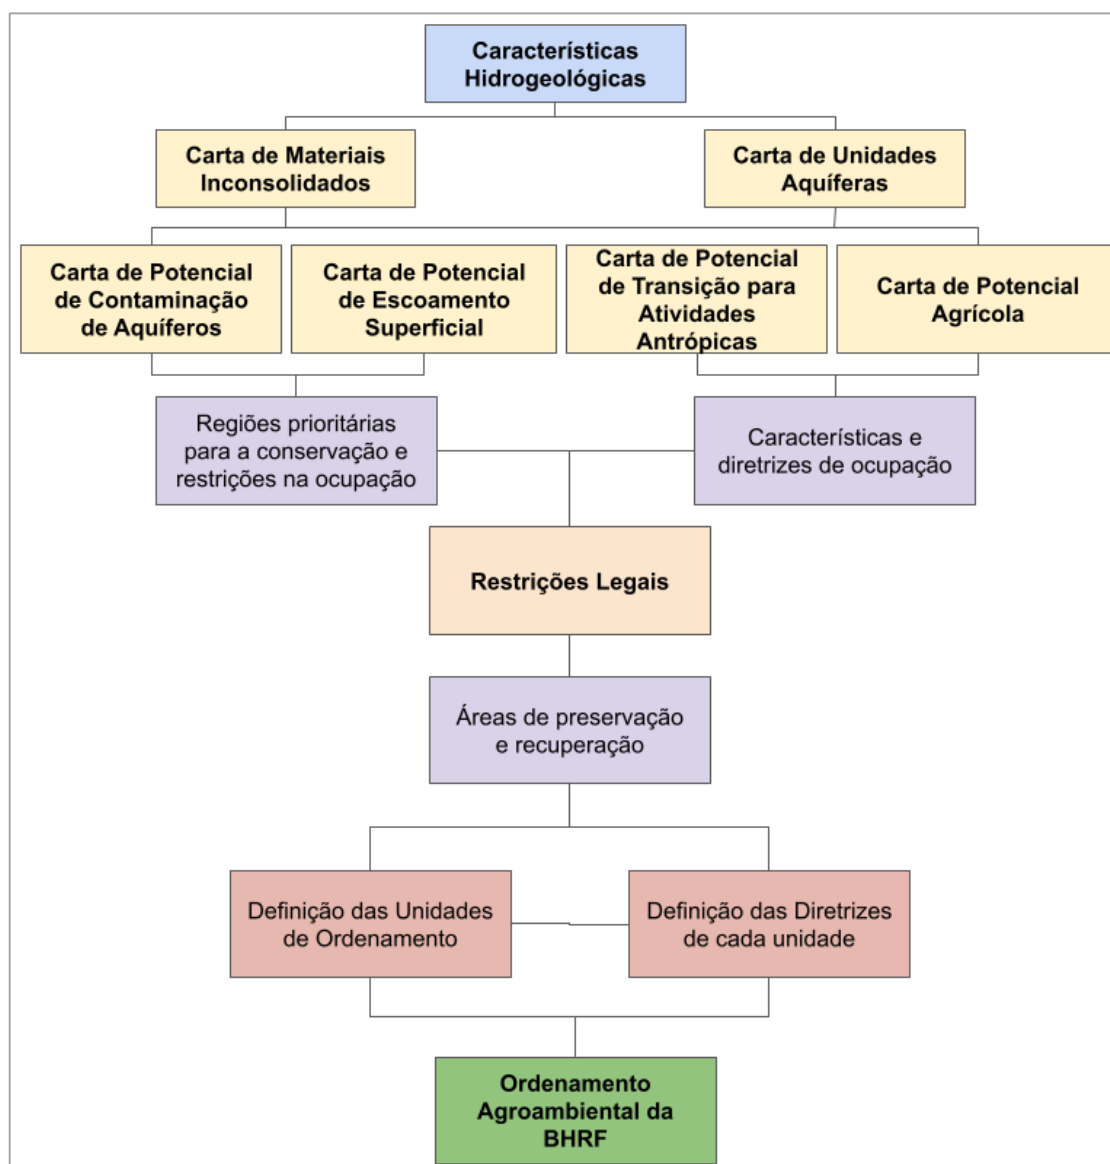 Característícas
Hidrogeológicas
Carta de Materiais
Inconsolidados
Carta de Unidades
Aquíferas
Carta de Potencial
de Contaminação
de Aquíferos
Carta de Potencial
de Escoamento
Superficial
Carta de Potencial
de Transição para
Atividades
Antrópicas
Carta de Potencial
Agrícola
Regiões prioritárias
para a conservação e
restrições na ocupação
Característícas e
diretrizes de ocupação
Restrições Legais
Áreas de preservação
e recuperação
Definição das Unidades
de Ordenamento
Definição das Diretrizes
de cada unidade
Ordenamento
Agroambiental da
BHRF